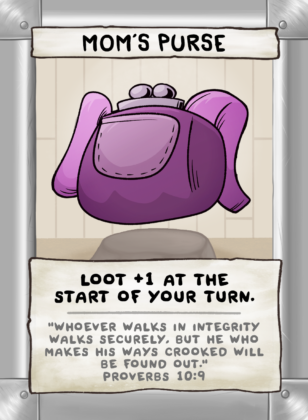 MOM'S PURSE
LOOT +1 AT THE
START OF YOUR TURN.
"WHOEVER WALKS IN INTEGRITY
WALKS SECURELY, BUT HE WHO
MAKES HIS WAYS CROOKED WILL
BE FOUND OUT."
PROVERBS 10:9